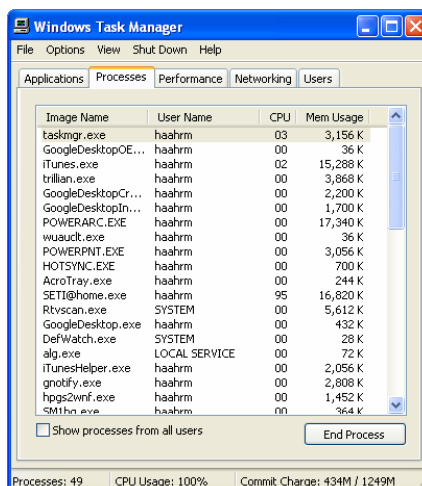 Windows Task Manager
File Options View Shut Down Help
Applications Processes Performance Networking Users
Image Name User Name CPU Mem Usage
taskmgr.exe haahrm 03 3,156 K
GoogleDesktopOE... haahrm 00 36 K
iTunes.exe haahrm 02 15,288 K
trillian.exe haahrm 00 3,868 K
GoogleDesktopCr... haahrm 00 2,200 K
GoogleDesktopIn... haahrm 00 1,700 K
POWERARC.EXE haahrm 00 17,340 K
wuauclt.exe haahrm 00 36 K
POWERPNT.EXE haahrm 00 3,056 K
HOTSYNC.EXE haahrm 00 700 K
AcroTray.exe haahrm 00 244 K
SETI@home.exe haahrm 95 16,820 K
Rtvscan.exe SYSTEM 00 5,612 K
GoogleDesktop.exe haahrm 00 432 K
DefWatch.exe SYSTEM 00 28 K
alg.exe LOCAL SERVICE 00 72 K
iTunesHelper.exe haahrm 00 2,056 K
gnotify.exe haahrm 00 2,808 K
hpgs2wnf.exe haahrm 00 1,452 K
SM1bg.exe haahrm 00 364 K
Show processes from all users
End Process
Processes: 49 CPU Usage: 100% Commit Charge: 434M / 1249M